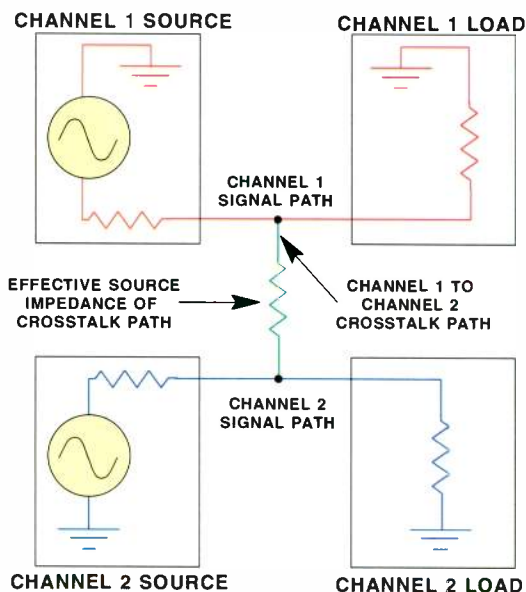 CHANNEL 1 SOURCE
CHANNEL 1 LOAD
CHANNEL 1
SIGNAL PATH
EFFECTIVE SOURCE
IMPEDANCE OF
CROSSTALK PATH
CHANNEL 1 TO
CHANNEL 2
CROSSTALK PATH
CHANNEL 2
SIGNAL PATH
CHANNEL 2 SOURCE
CHANNEL 2 LOAD